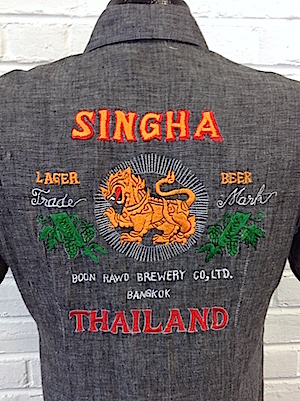 SINGHA
LAGER BEER
Trade Mark
BOON RAWD BREWERY CO,LTD.
BANGKOK
THAILAND